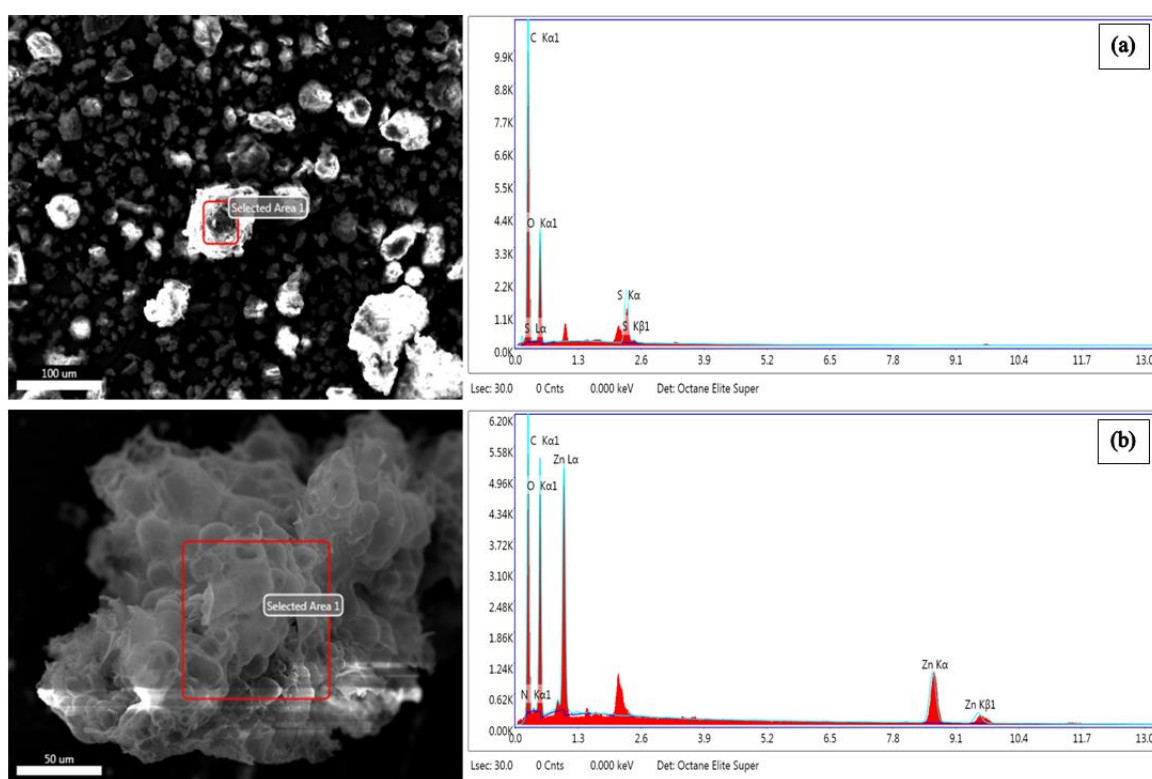 (a)
Selected Area 1
100 um
9.9K
8.8K
7.7K
6.6K
5.5K
4.4K
3.3K
2.2K
1.1K
0.0K
C Kα1
O Kα1
S Kα
S Lα
S Kβ1
0.0 1.3 2.6 3.9 5.2 6.5 7.8 9.1 10.4 11.7 13.0
Lsec: 30.0 0 Cnts 0.000 keV Det: Octane Elite Super
(b)
Selected Area 1
50 um
6.20K
5.58K
4.96K
4.34K
3.72K
3.10K
2.48K
1.86K
1.24K
0.62K
0.00K
C Kα1
Zn Lα
O Kα1
Zn Kα
N Kα1
Zn Kβ1
0.0 1.3 2.6 3.9 5.2 6.5 7.8 9.1 10.4 11.7 13.0
Lsec: 30.0 0 Cnts 0.000 keV Det: Octane Elite Super